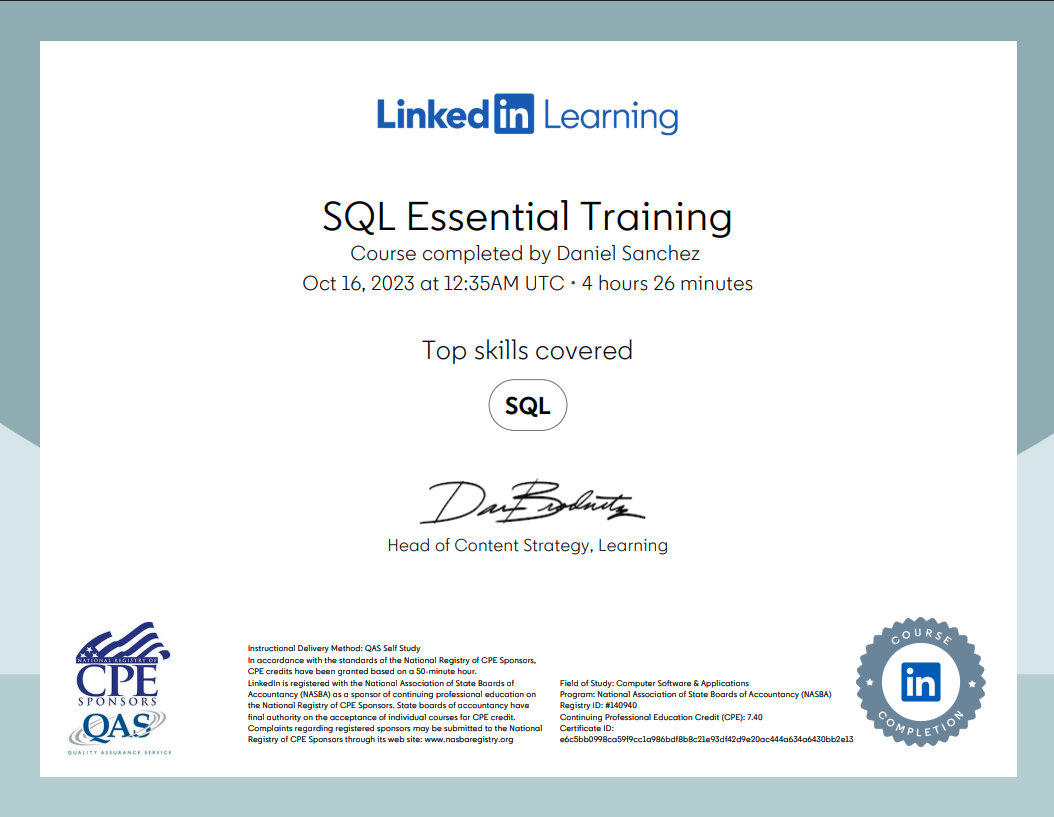 LinkedIn Learning
SQL Essential Training
Course completed by Daniel Sanchez
Oct 16, 2023 at 12:35AM UTC • 4 hours 26 minutes
Top skills covered
SQL
Head of Content Strategy, Learning
NATIONAL REGISTRY OF
CPE
SPONSORS
QAS
QUALITY ASSURANCE SERVICE
Instructional Delivery Method: QAS Self Study
In accordance with the standards of the National Registry of CPE Sponsors,
CPE credits have been granted based on a 50-minute hour.
LinkedIn is registered with the National Association of State Boards of
Accountancy (NASBA) as a sponsor of continuing professional education on
the National Registry of CPE Sponsors. State boards of accountancy have
final authority on the acceptance of individual courses for CPE credit.
Complaints regarding registered sponsors may be submitted to the National
Registry of CPE Sponsors through its web site: www.nasbaregistry.org
Field of Study: Computer Software & Applications
Program: National Association of State Boards of Accountancy (NASBA)
Registry ID: #140940
Continuing Professional Education Credit (CPE): 7.40
Certificate ID:
e6c5bb0998ca59f9cc1a986bdf8b8c21e93df42d9e20ac444a634a6430bb2e13
COURSE
in
COMPLETION